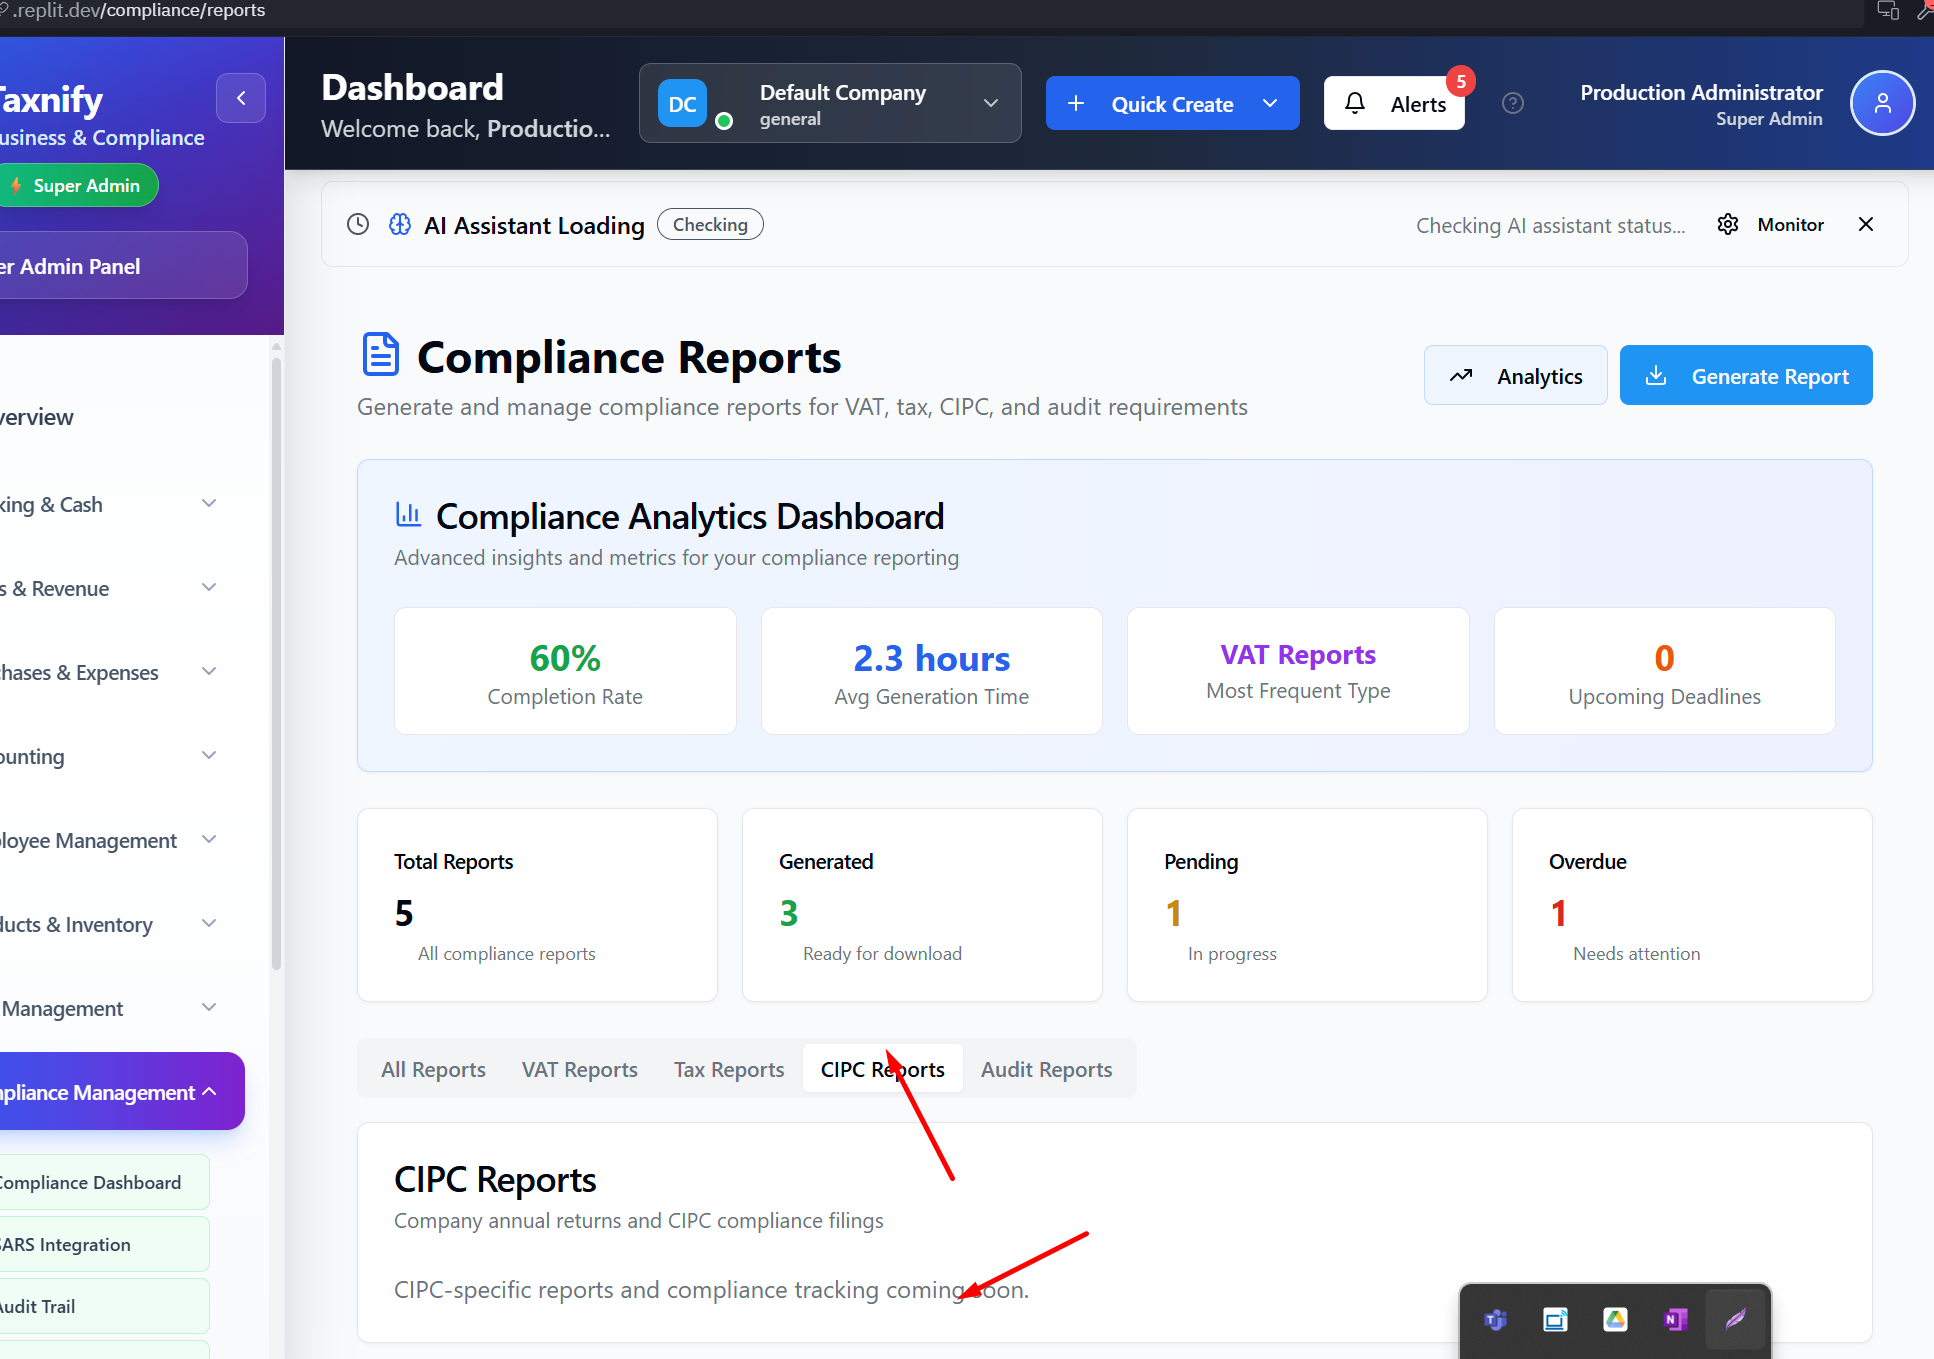 .replit.dev/compliance/reports
Taxnify
Business & Compliance
Super Admin
er Admin Panel
verview
king & Cash
s & Revenue
chases & Expenses
ounting
ployee Management
ducts & Inventory
Management
mpliance Management
Compliance Dashboard
SARS Integration
Audit Trail
Dashboard
Welcome back, Productio...
DC
Default Company
general
Quick Create
Alerts
5
Production Administrator
Super Admin
AI Assistant Loading
Checking
Checking AI assistant status...
Monitor
Compliance Reports
Generate and manage compliance reports for VAT, tax, CIPC, and audit requirements
Analytics
Generate Report
Compliance Analytics Dashboard
Advanced insights and metrics for your compliance reporting
60%
Completion Rate
2.3 hours
Avg Generation Time
VAT Reports
Most Frequent Type
0
Upcoming Deadlines
Total Reports
5
All compliance reports
Generated
3
Ready for download
Pending
1
In progress
Overdue
1
Needs attention
All Reports
VAT Reports
Tax Reports
CIPC Reports
Audit Reports
CIPC Reports
Company annual returns and CIPC compliance filings
CIPC-specific reports and compliance tracking coming soon.